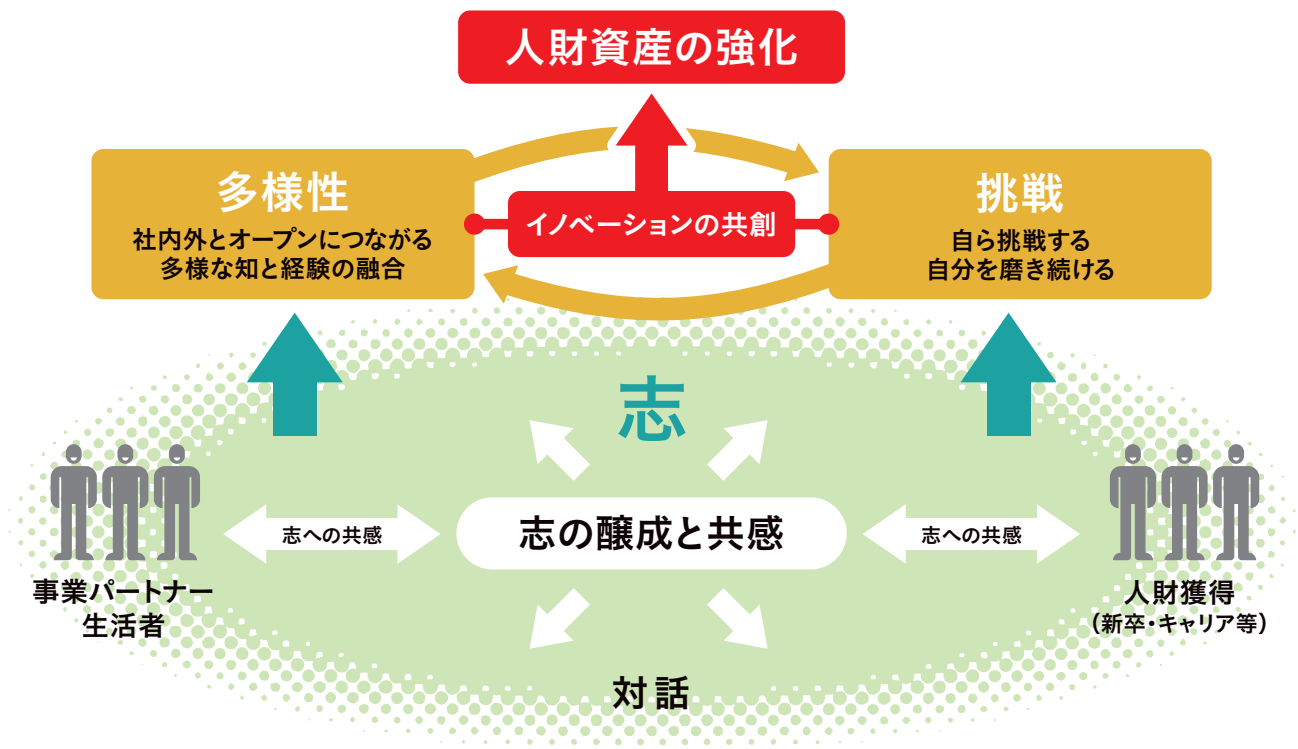 人財資産の強化
多様性
社内外とオープンにつながる
多様な知と経験の融合
イノベーションの共創
挑戦
自ら挑戦する
自分を磨き続ける
志
志への共感
志の醸成と共感
志への共感
事業パートナー
生活者
人財獲得
（新卒・キャリア等）
対話